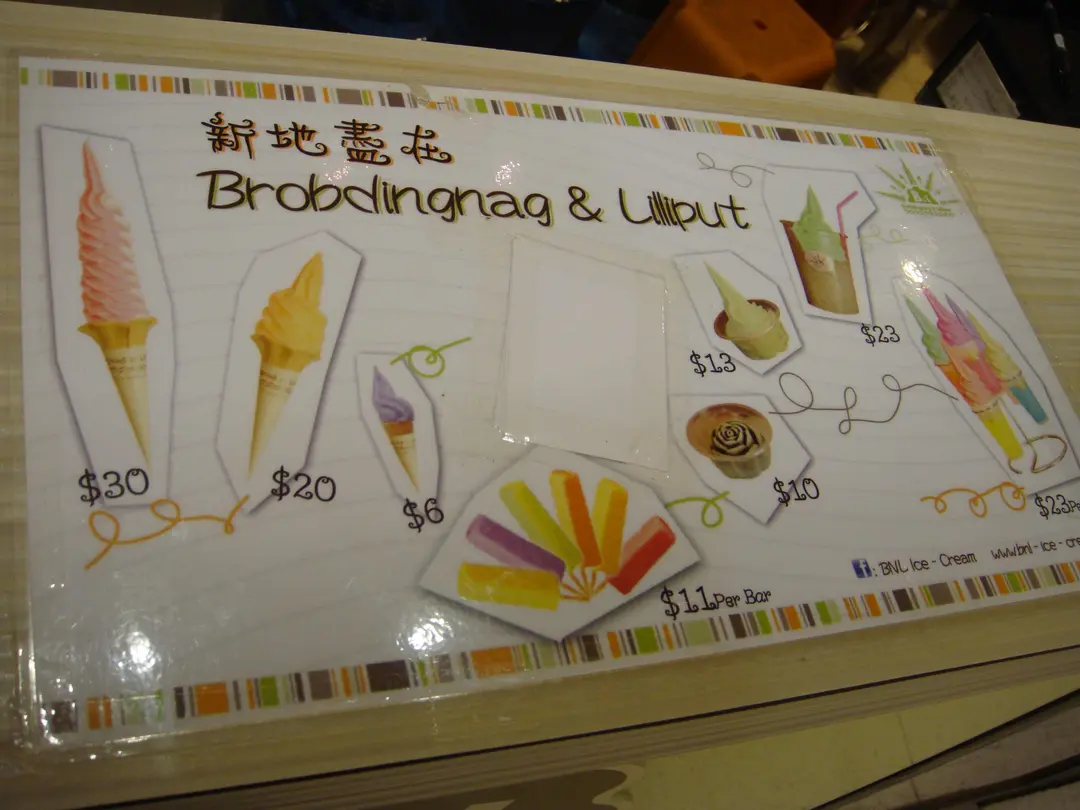 新地盡在
Brobdingnag & Lilliput
$30
$20
$6
$13
$23
$10
$11 Per Bar
$23
f: BNL Ice-Cream www.bnl-ice-cre